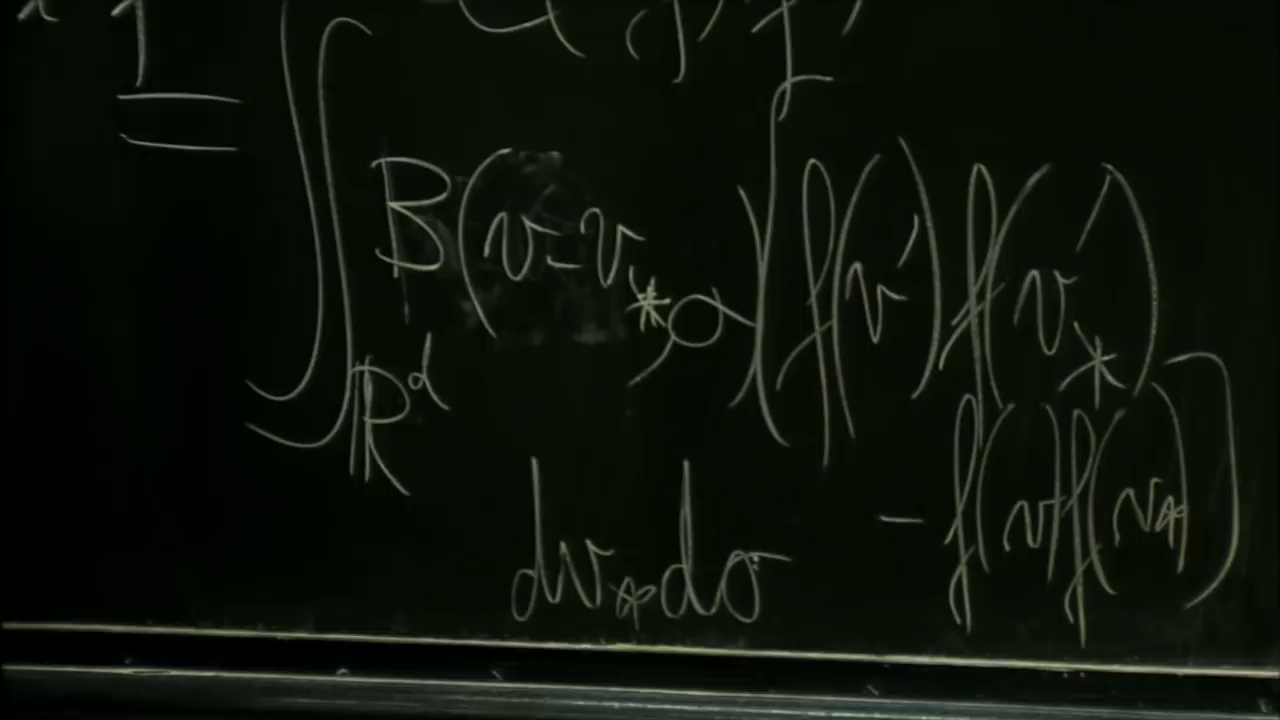 = ∫∫_{ℝ^d} B(v-v_*,σ)[f(v')f(v'_*)
- f(v)f(v_*)]
dv_* dσ